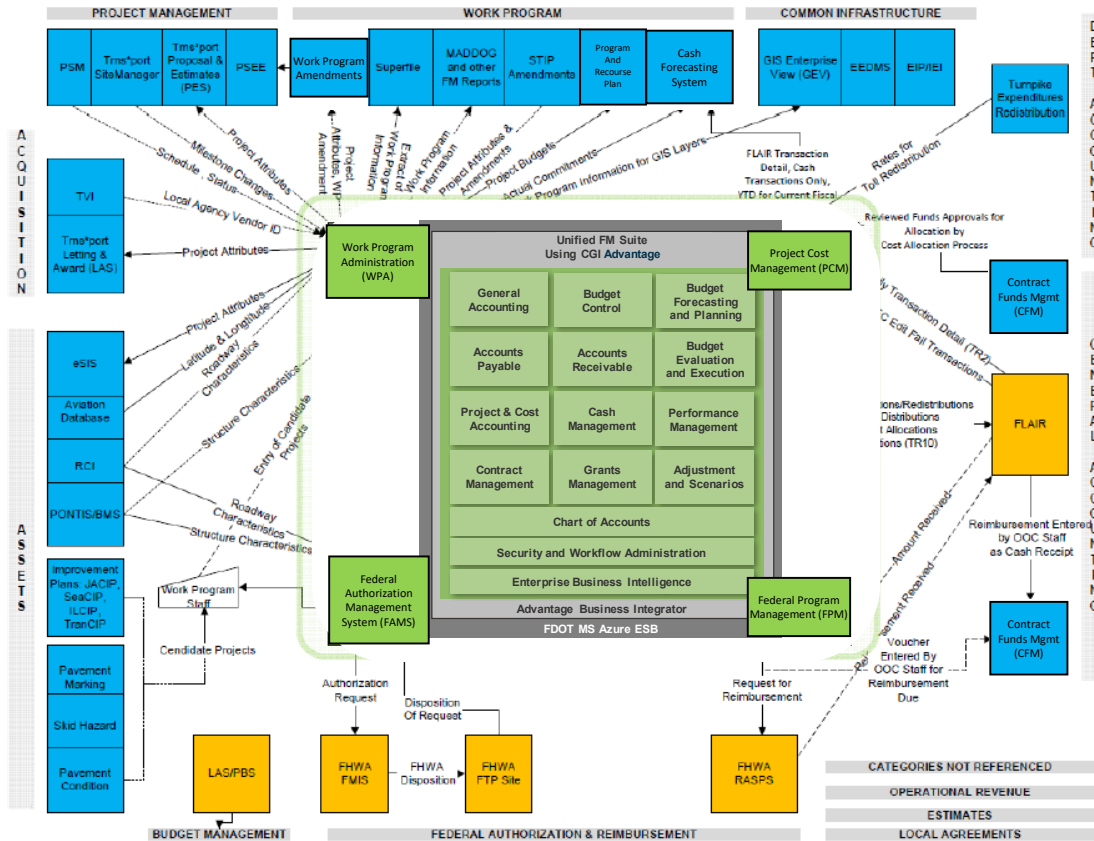 PROJECT MANAGEMENT
WORK PROGRAM
COMMON INFRASTRUCTURE
PSM
Trns*port
SiteManager
Trns*port
Proposal &
Estimates
(PES)
PSEE
Work Program
Amendments
Superfile
MADDOG
and other
FM Reports
STIP
Amendments
Program
And
Recourse
Plan
Cash
Forecasting
System
GIS Enterprise
View (GEV)
EEDMS
EIP/IEI
Turnpike
Expenditures
Redistribution
ACQUISITION
TVI
Trns*port
Letting &
Award (LAS)
Project Attributes
Milestone Changes
Schedule, Status
Local Agency Vendor ID
Project Attributes
Project
Attributes, WP
Amendment
Extract of
Work Program
Information
Work Program
Information
Project Attributes &
Amendments
Project Budgets
Actual Commitments
Program Information for GIS Layers
FLAIR Transaction
Detail, Cash
Transactions Only,
YTD for Current Fiscal
Rates for
Toll Redistribution
Reviewed Funds Approvals for
Allocation by
Cost Allocation Process
Contract
Funds Mgmt
(CFM)
Work Program
Administration
(WPA)
Unified FM Suite
Using CGI Advantage
Project Cost
Management (PCM)
General
Accounting
Budget
Control
Budget
Forecasting
and Planning
Accounts
Payable
Accounts
Receivable
Budget
Evaluation
and Execution
Project & Cost
Accounting
Cash
Management
Performance
Management
Contract
Management
Grants
Management
Adjustment
and Scenarios
Chart of Accounts
Security and Workflow Administration
Enterprise Business Intelligence
Advantage Business Integrator
FDOT MS Azure ESB
Transaction Detail (TR2)
Edit Fail Transactions
ions/Redistributions
Distributions
Allocations
(TR10)
FLAIR
ASSETS
eSIS
Aviation
Database
RCI
PONTIS/BMS
Project Attributes
Latitude & Longtitude
Roadway
Characteristics
Structure Characteristics
Entry of Candidate
Projects
Roadway
Characteristics
Structure Characteristics
Improvement
Plans: JACIP,
SeaCIP,
ILCIP,
TranCIP
Work Program
Staff
Candidate Projects
Pavement
Marking
Skid Hazard
Pavement
Condition
Federal
Authorization
Management
System (FAMS)
Federal Program
Management (FPM)
Amount Received
Received
Reimbursement Entered
by OOC Staff
as Cash Receipt
Contract
Funds Mgmt
(CFM)
Voucher
Entered By
OOC Staff for
Reimbursement
Due
Authorization
Request
Disposition
Of Request
Request for
Reimbursement
LAS/PBS
FHWA
FMIS
FHWA
Disposition
FHWA
FTP Site
FHWA
RASPS
BUDGET MANAGEMENT
FEDERAL AUTHORIZATION & REIMBURSEMENT
CATEGORIES NOT REFERENCED
OPERATIONAL REVENUE
ESTIMATES
LOCAL AGREEMENTS